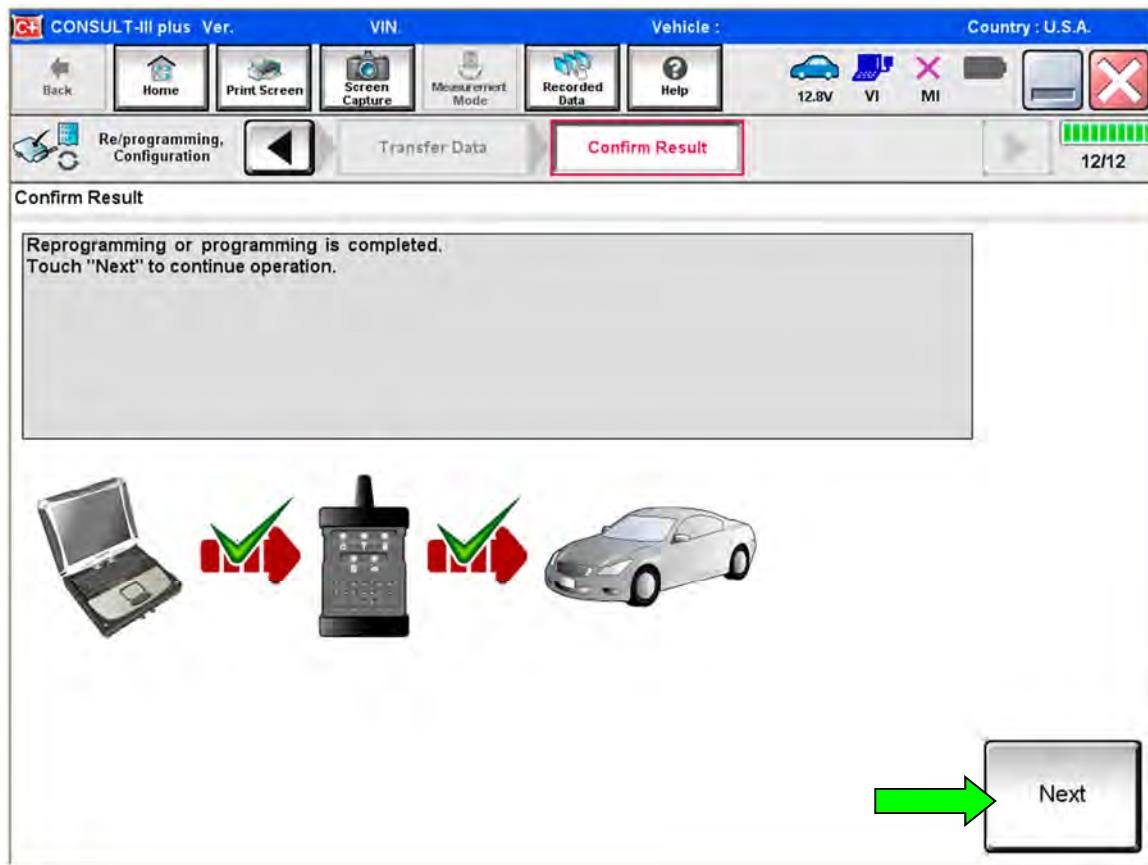 C+ CONSULT-III plus Ver. VIN Vehicle : Country : U.S.A.
Back Home Print Screen Screen Capture Measurement Mode Recorded Data Help 12.8V VI MI
Re/programming, Configuration Transfer Data Confirm Result 12/12
Confirm Result
Reprogramming or programming is completed.
Touch "Next" to continue operation.
Next